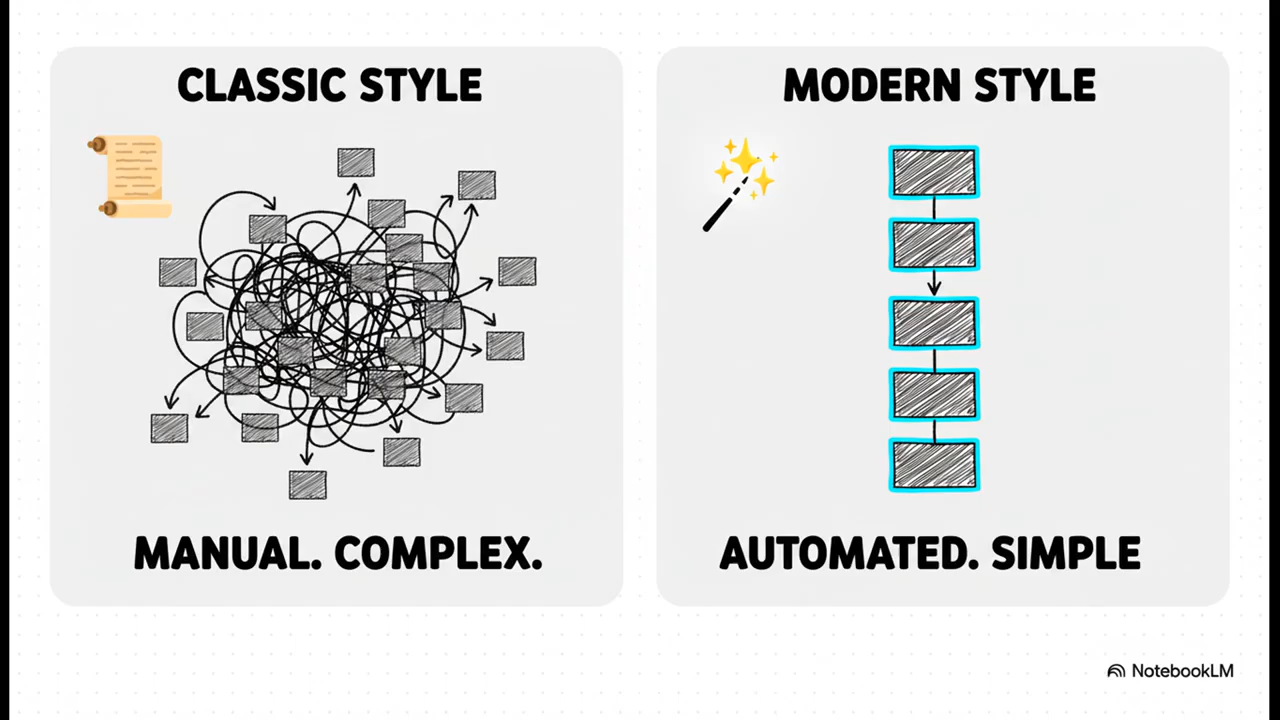 CLASSIC STYLE
MANUAL. COMPLEX.
MODERN STYLE
AUTOMATED. SIMPLE
NotebookLM